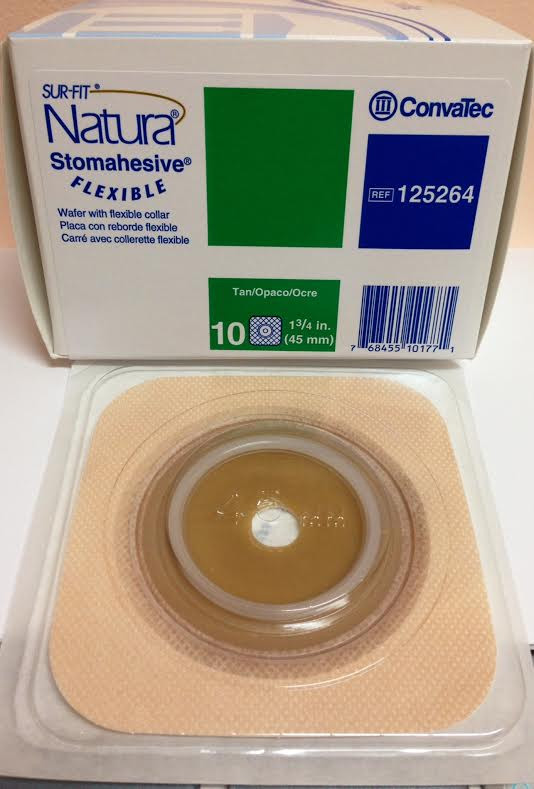 SUR-FIT®
Natura®
Stomahesive®
FLEXIBLE
Wafer with flexible collar
Placa con reborde flexible
Carré avec collerette flexible
ConvaTec
REF 125264
Tan/Opaco/Ocre
10 1 3/4 in.
(45 mm)
7 68455 10177 1